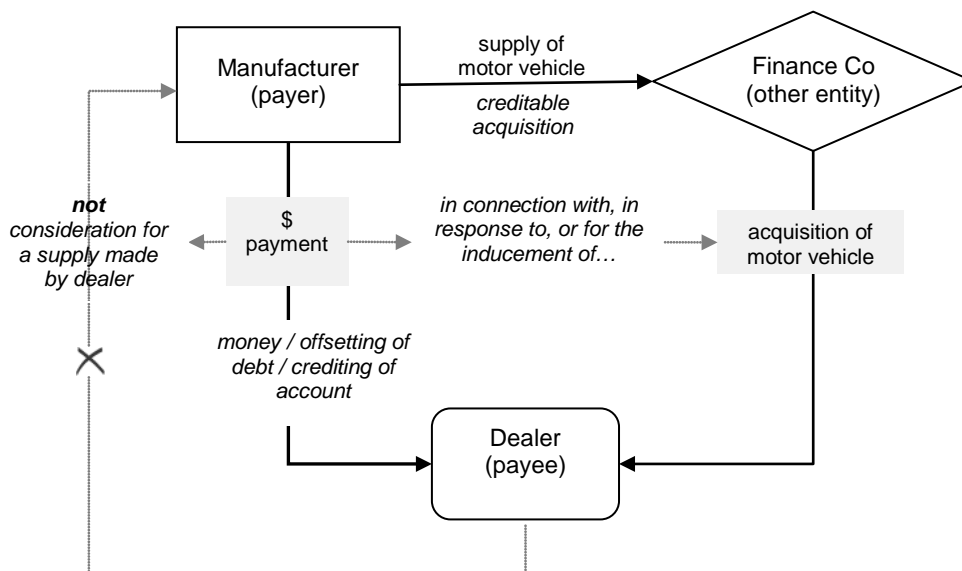 Manufacturer
(payer)
supply of
motor vehicle
creditable
acquisition
Finance Co
(other entity)
not
consideration for
a supply made
by dealer
$
payment
in connection with, in
response to, or for the
inducement of…
acquisition of
motor vehicle
money / offsetting of
debt / crediting of
account
Dealer
(payee)